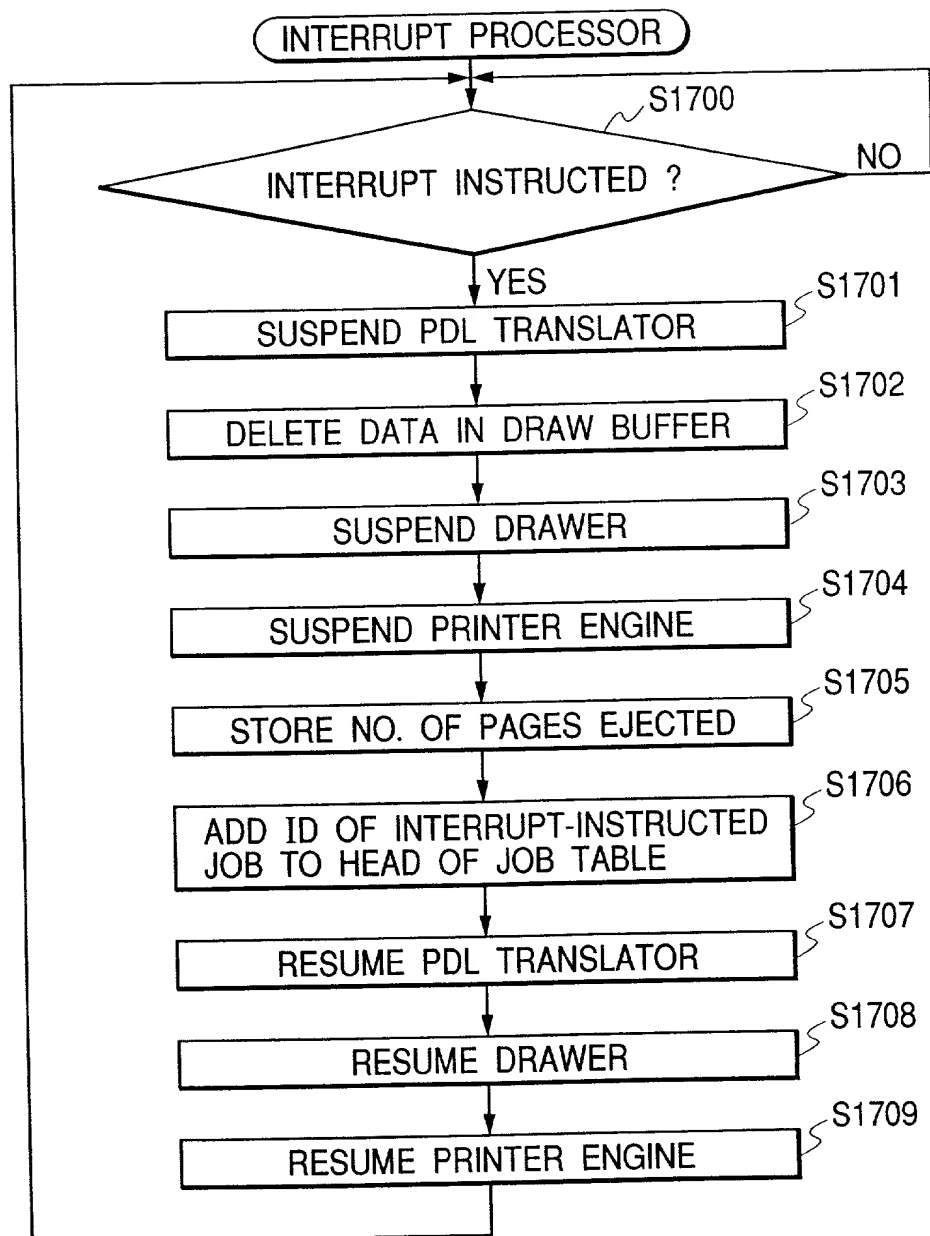 INTERRUPT PROCESSOR
S1700
INTERRUPT INSTRUCTED ?
NO
YES
S1701
SUSPEND PDL TRANSLATOR
S1702
DELETE DATA IN DRAW BUFFER
S1703
SUSPEND DRAWER
S1704
SUSPEND PRINTER ENGINE
S1705
STORE NO. OF PAGES EJECTED
S1706
ADD ID OF INTERRUPT-INSTRUCTED
JOB TO HEAD OF JOB TABLE
S1707
RESUME PDL TRANSLATOR
S1708
RESUME DRAWER
S1709
RESUME PRINTER ENGINE